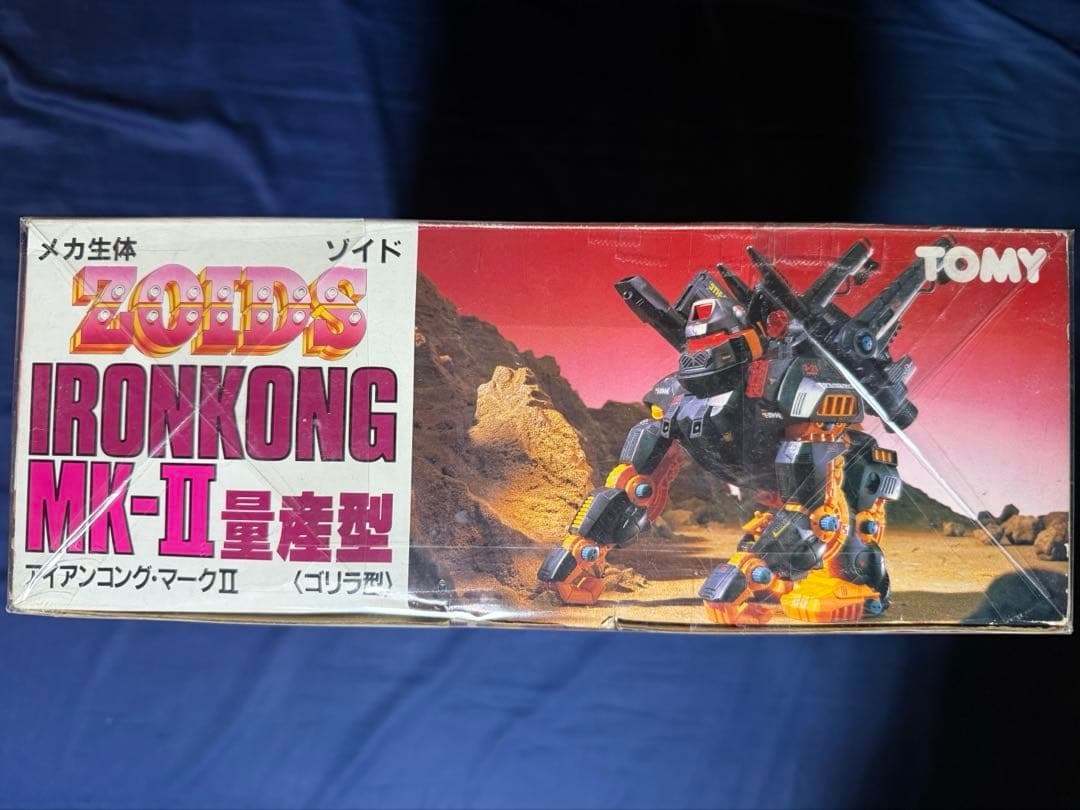 メカ生体 ゾイド
ZOIDS
IRONKONG
MK-II 量産型
アイアンコング・マークII 〈ゴリラ型〉
TOMY